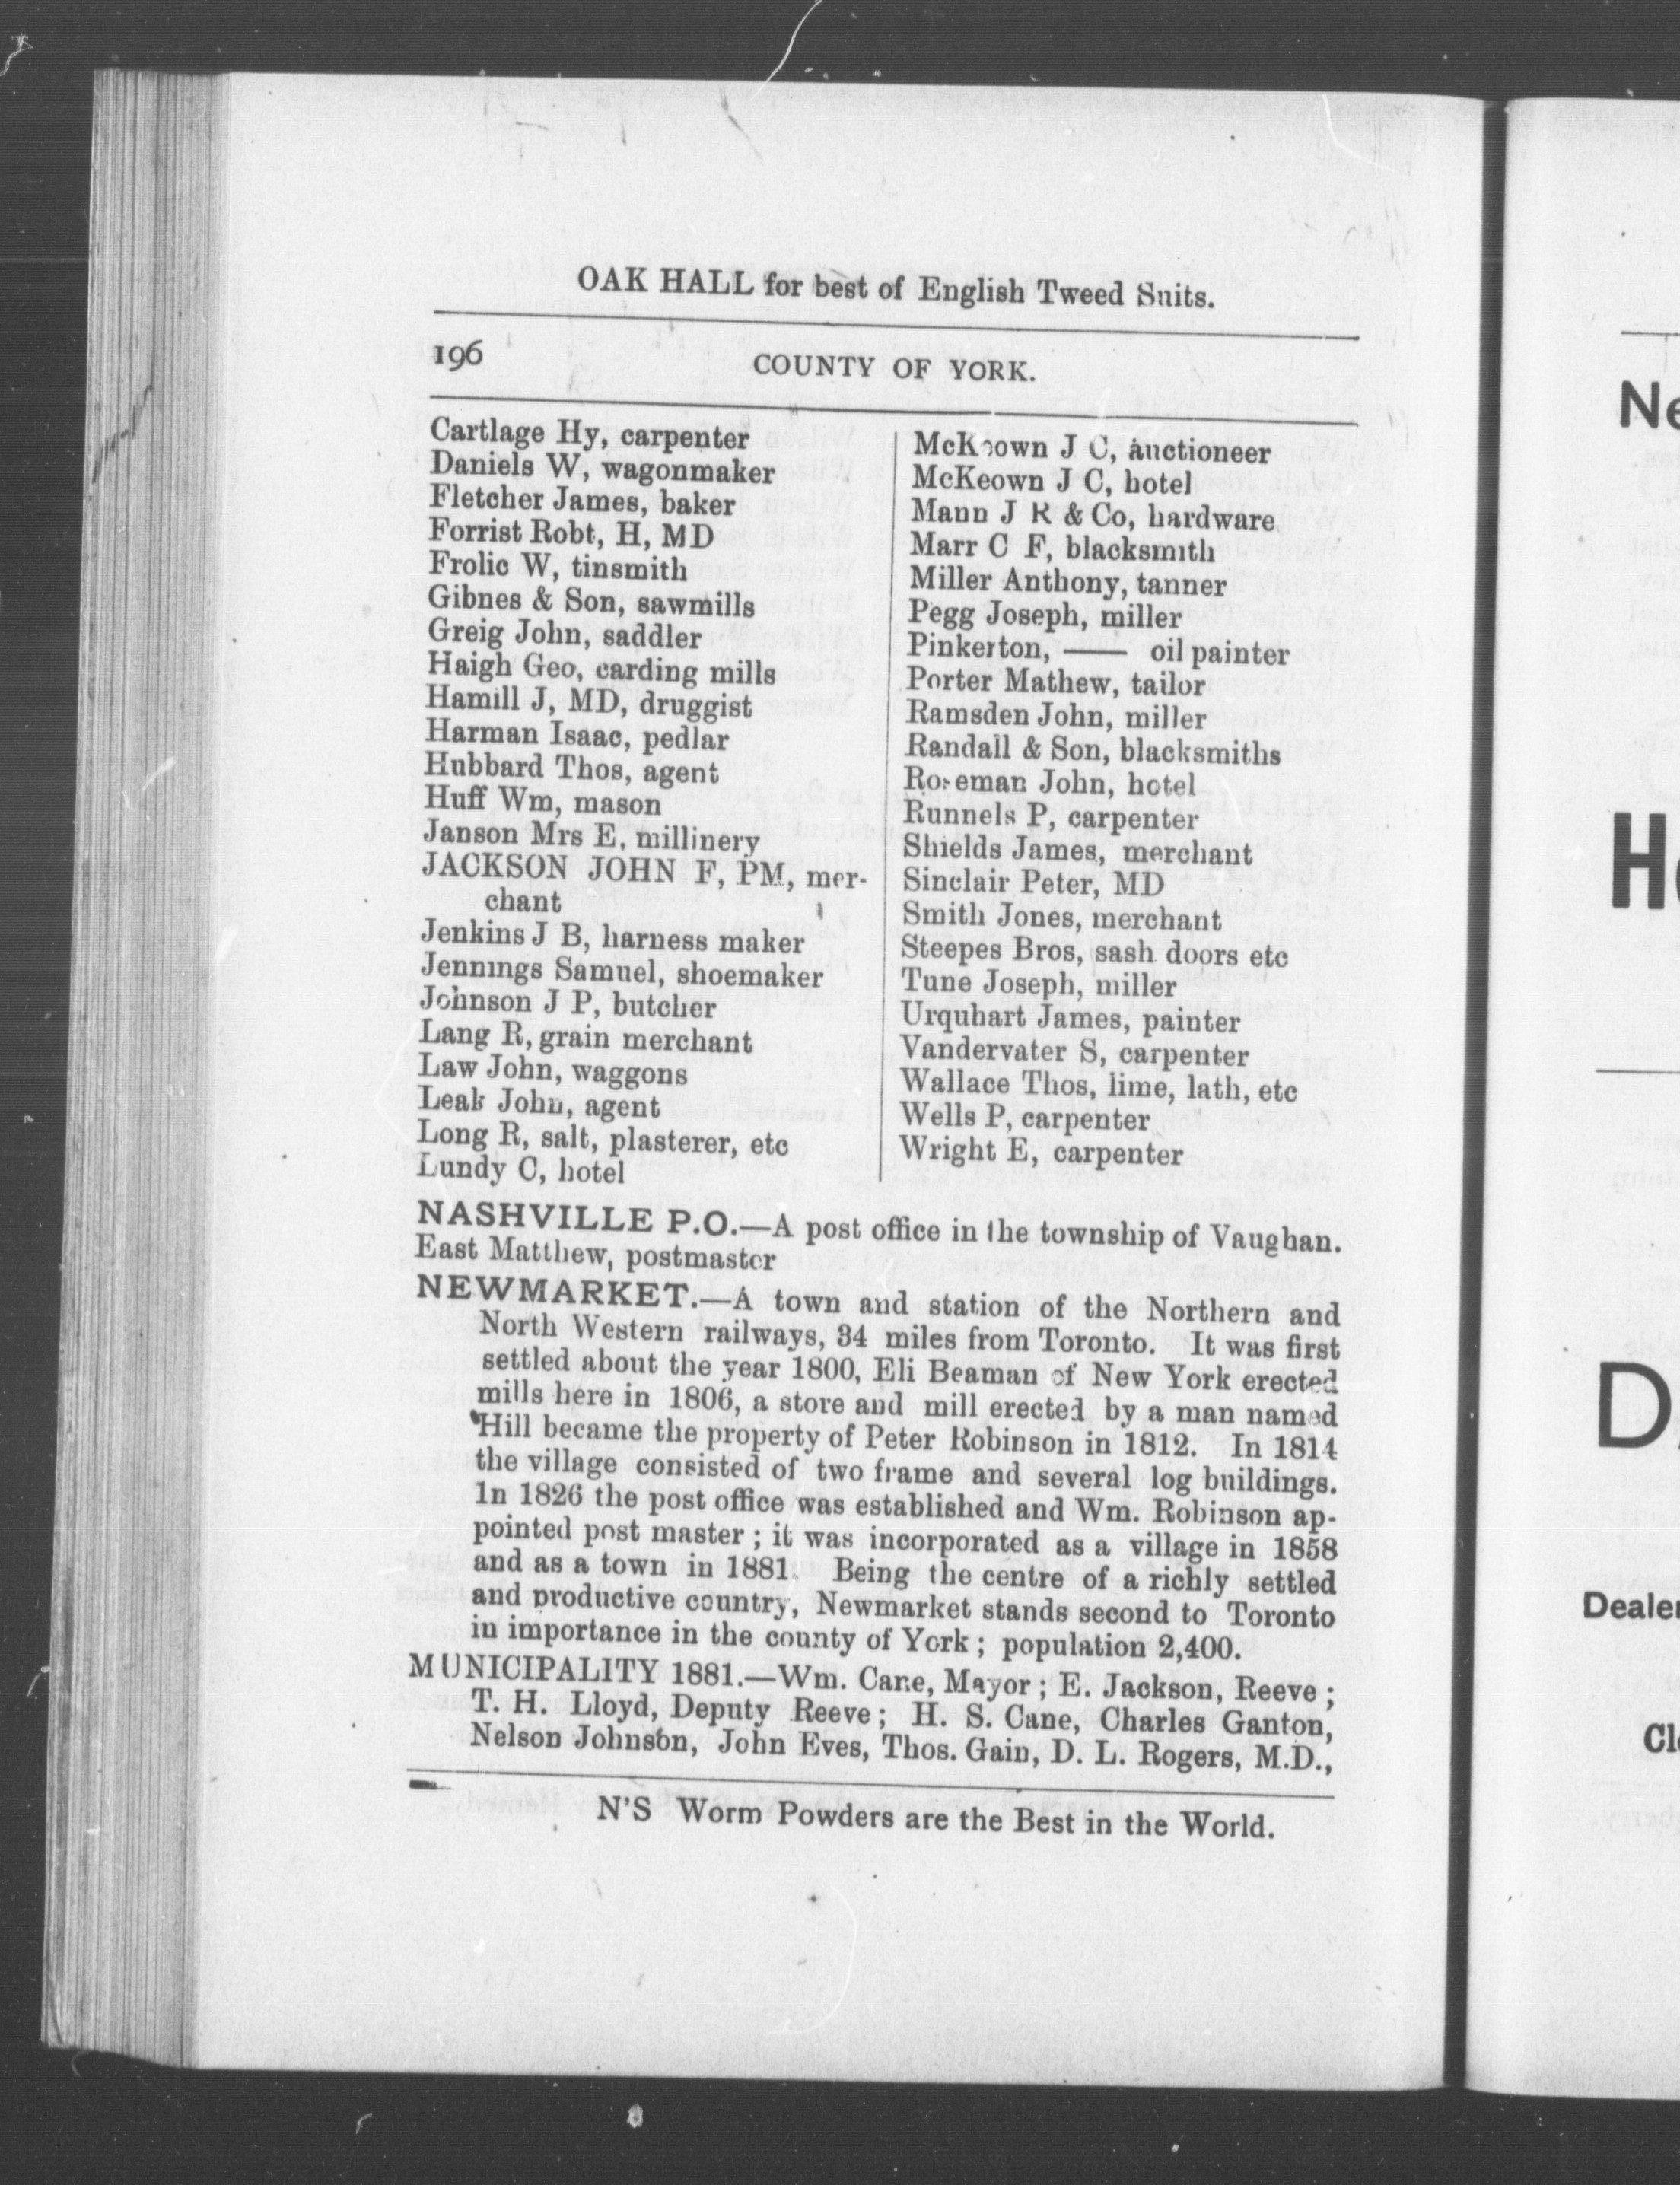 OAK HALL for best of English Tweed Suits.
196
COUNTY OF YORK.
Cartlage Hy, carpenter
Daniels W, wagonmaker
Fletcher James, baker
Forrist Robt, H, MD
Frolic W, tinsmith
Gibnes & Son, sawmills
Greig John, saddler
Haigh Geo, carding mills
Hamill J, MD, druggist
Harman Isaac, pedlar
Hubbard Thos, agent
Huff Wm, mason
Janson Mrs E, millinery
JACKSON JOHN F, PM, mer-
chant
Jenkins J B, harness maker
Jennings Samuel, shoemaker
Johnson J P, butcher
Lang R, grain merchant
Law John, waggons
Leak John, agent
Long R, salt, plasterer, etc
Lundy C, hotel
McKeown J C, auctioneer
McKeown J C, hotel
Mann J R & Co, hardware
Marr C F, blacksmith
Miller Anthony, tanner
Pegg Joseph, miller
Pinkerton, —— oil painter
Porter Mathew, tailor
Ramsden John, miller
Randall & Son, blacksmiths
Roseman John, hotel
Runnels P, carpenter
Shields James, merchant
Sinclair Peter, MD
Smith Jones, merchant
Steepes Bros, sash doors etc
Tune Joseph, miller
Urquhart James, painter
Vandervater S, carpenter
Wallace Thos, lime, lath, etc
Wells P, carpenter
Wright E, carpenter
NASHVILLE P.O.—A post office in the township of Vaughan.
East Matthew, postmaster
NEWMARKET.—A town and station of the Northern and
North Western railways, 34 miles from Toronto. It was first
settled about the year 1800, Eli Beaman of New York erected
mills here in 1806, a store and mill erected by a man named
Hill became the property of Peter Robinson in 1812. In 1814
the village consisted of two frame and several log buildings.
In 1826 the post office was established and Wm. Robinson ap-
pointed post master ; it was incorporated as a village in 1858
and as a town in 1881. Being the centre of a richly settled
and productive country, Newmarket stands second to Toronto
in importance in the county of York ; population 2,400.
MUNICIPALITY 1881.—Wm. Cane, Mayor ; E. Jackson, Reeve ;
T. H. Lloyd, Deputy Reeve ; H. S. Cane, Charles Ganton,
Nelson Johnson, John Eves, Thos. Gain, D. L. Rogers, M.D.,
N'S Worm Powders are the Best in the World.
Ne
H
D
Dealer
Cl